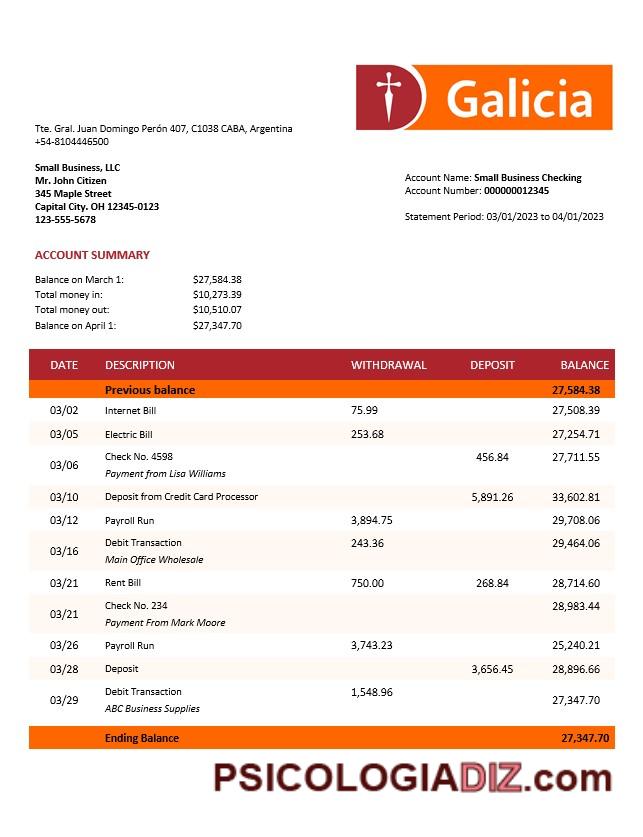 Galicia
Tte. Gral. Juan Domingo Perón 407, C1038 CABA, Argentina
+54-8104446500
Small Business, LLC
Mr. John Citizen
345 Maple Street
Capital City. OH 12345-0123
123-555-5678
Account Name: Small Business Checking
Account Number: 000000012345
Statement Period: 03/01/2023 to 04/01/2023
ACCOUNT SUMMARY
Balance on March 1: $27,584.38
Total money in: $10,273.39
Total money out: $10,510.07
Balance on April 1: $27,347.70
DATE DESCRIPTION WITHDRAWAL DEPOSIT BALANCE
Previous balance 27,584.38
03/02 Internet Bill 75.99 27,508.39
03/05 Electric Bill 253.68 27,254.71
03/06 Check No. 4598 456.84 27,711.55
Payment from Lisa Williams
03/10 Deposit from Credit Card Processor 5,891.26 33,602.81
03/12 Payroll Run 3,894.75 29,708.06
03/16 Debit Transaction 243.36 29,464.06
Main Office Wholesale
03/21 Rent Bill 750.00 268.84 28,714.60
03/21 Check No. 234 28,983.44
Payment From Mark Moore
03/26 Payroll Run 3,743.23 25,240.21
03/28 Deposit 3,656.45 28,896.66
03/29 Debit Transaction 1,548.96 27,347.70
ABC Business Supplies
Ending Balance 27,347.70
PSICOLOGIADIZ.com